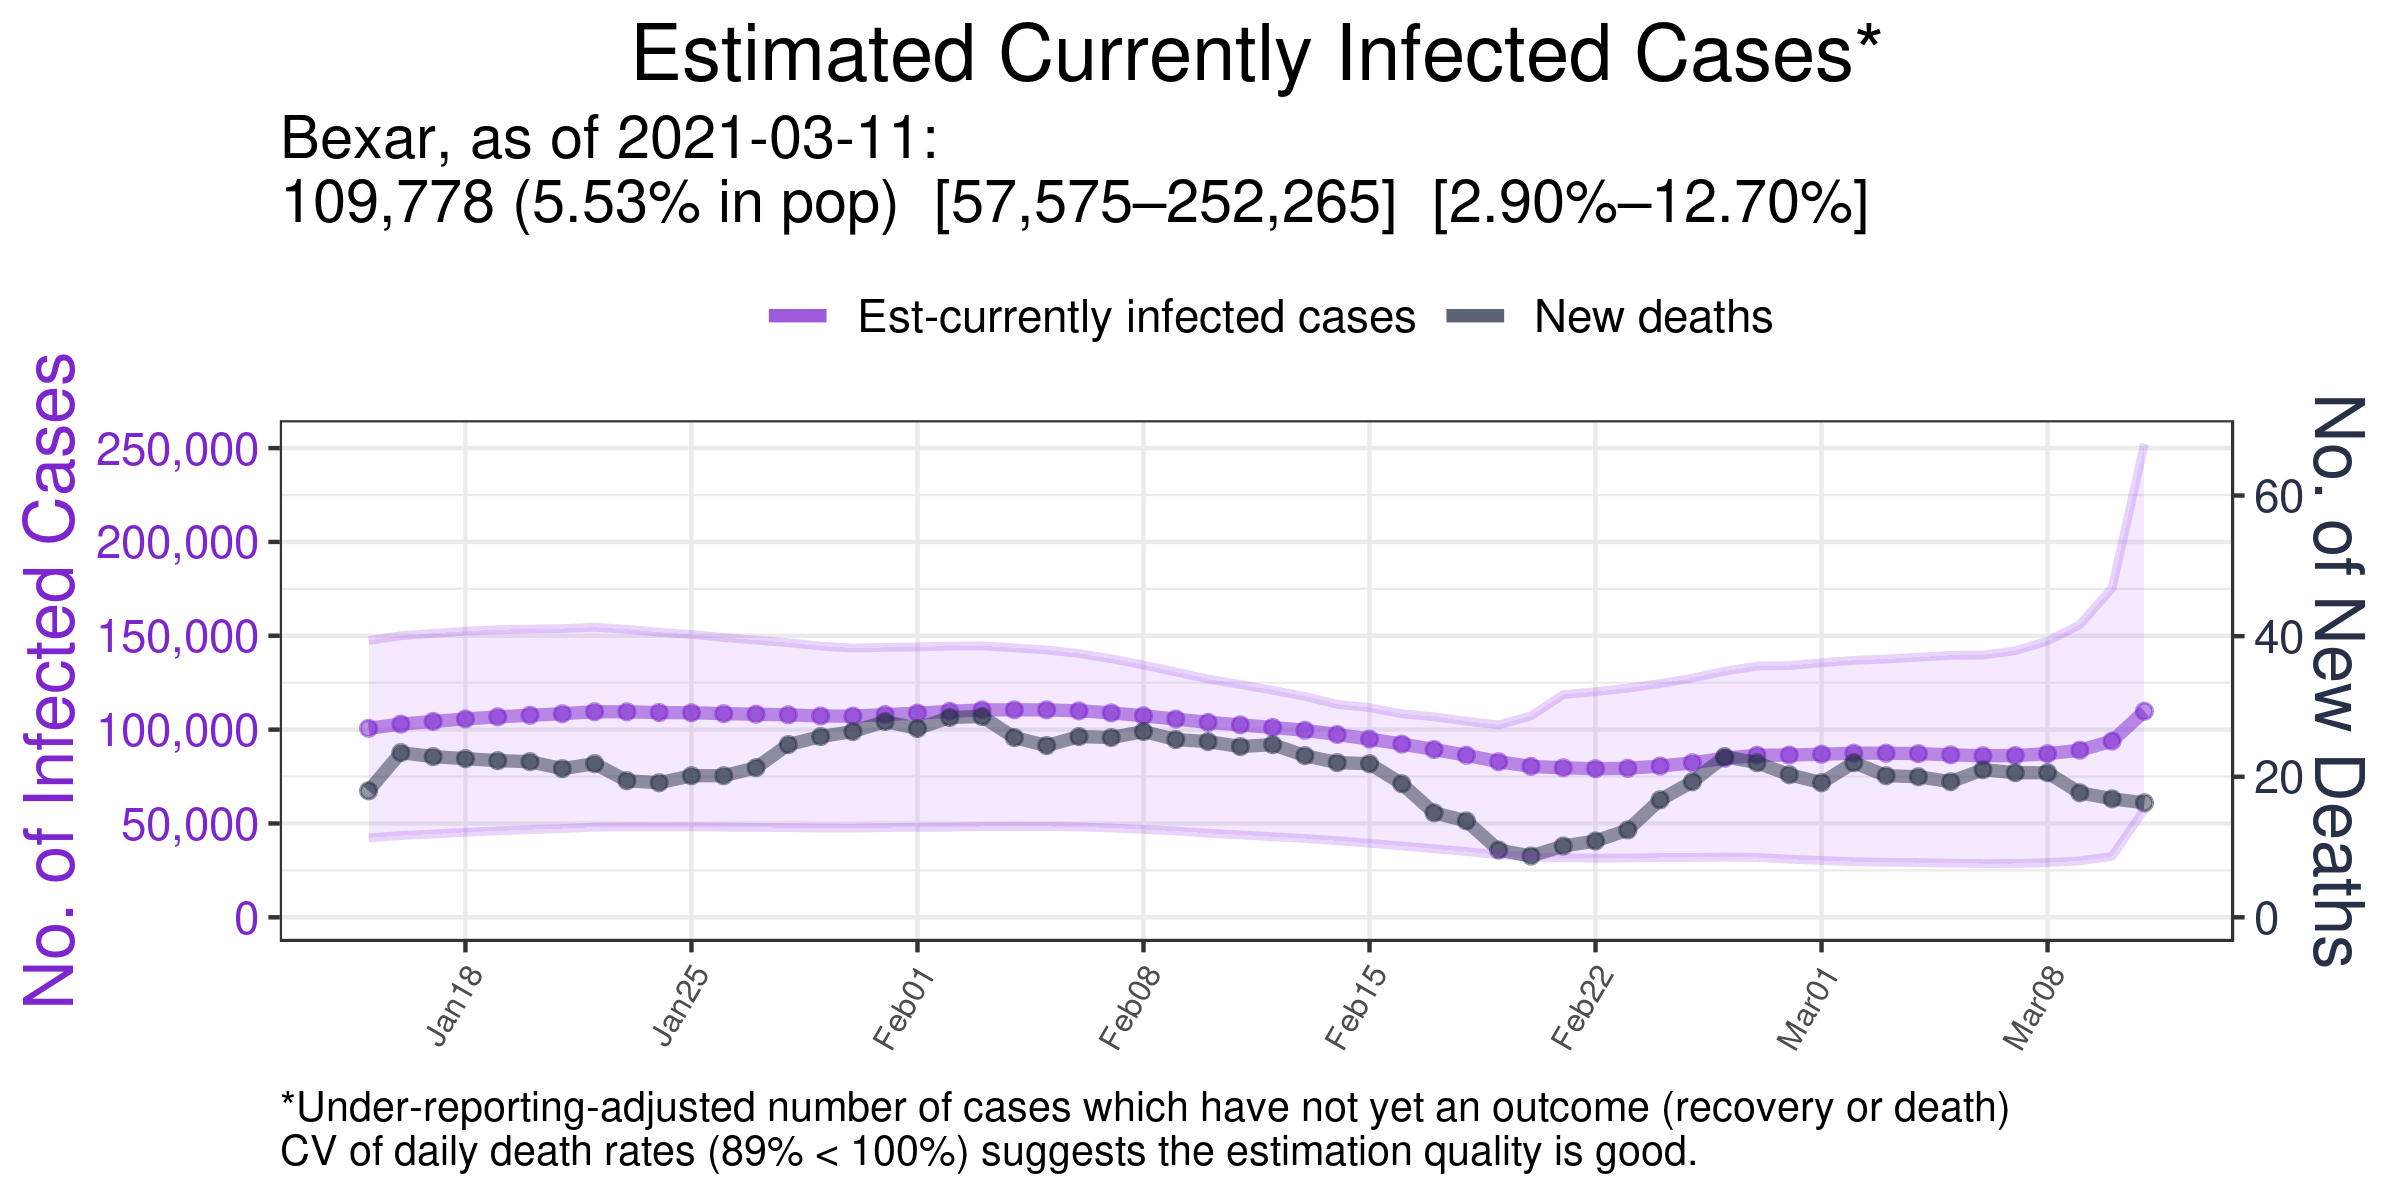 Estimated Currently Infected Cases*
Bexar, as of 2021-03-11:
109,778 (5.53% in pop)  [57,575–252,265]  [2.90%–12.70%]
Est-currently infected cases
New deaths
No. of Infected Cases
250,000
200,000
150,000
100,000
50,000
0
60
40
20
0
No. of New Deaths
Jan18
Jan25
Feb01
Feb08
Feb15
Feb22
Mar01
Mar08
*Under-reporting-adjusted number of cases which have not yet an outcome (recovery or death)
CV of daily death rates (89% < 100%) suggests the estimation quality is good.